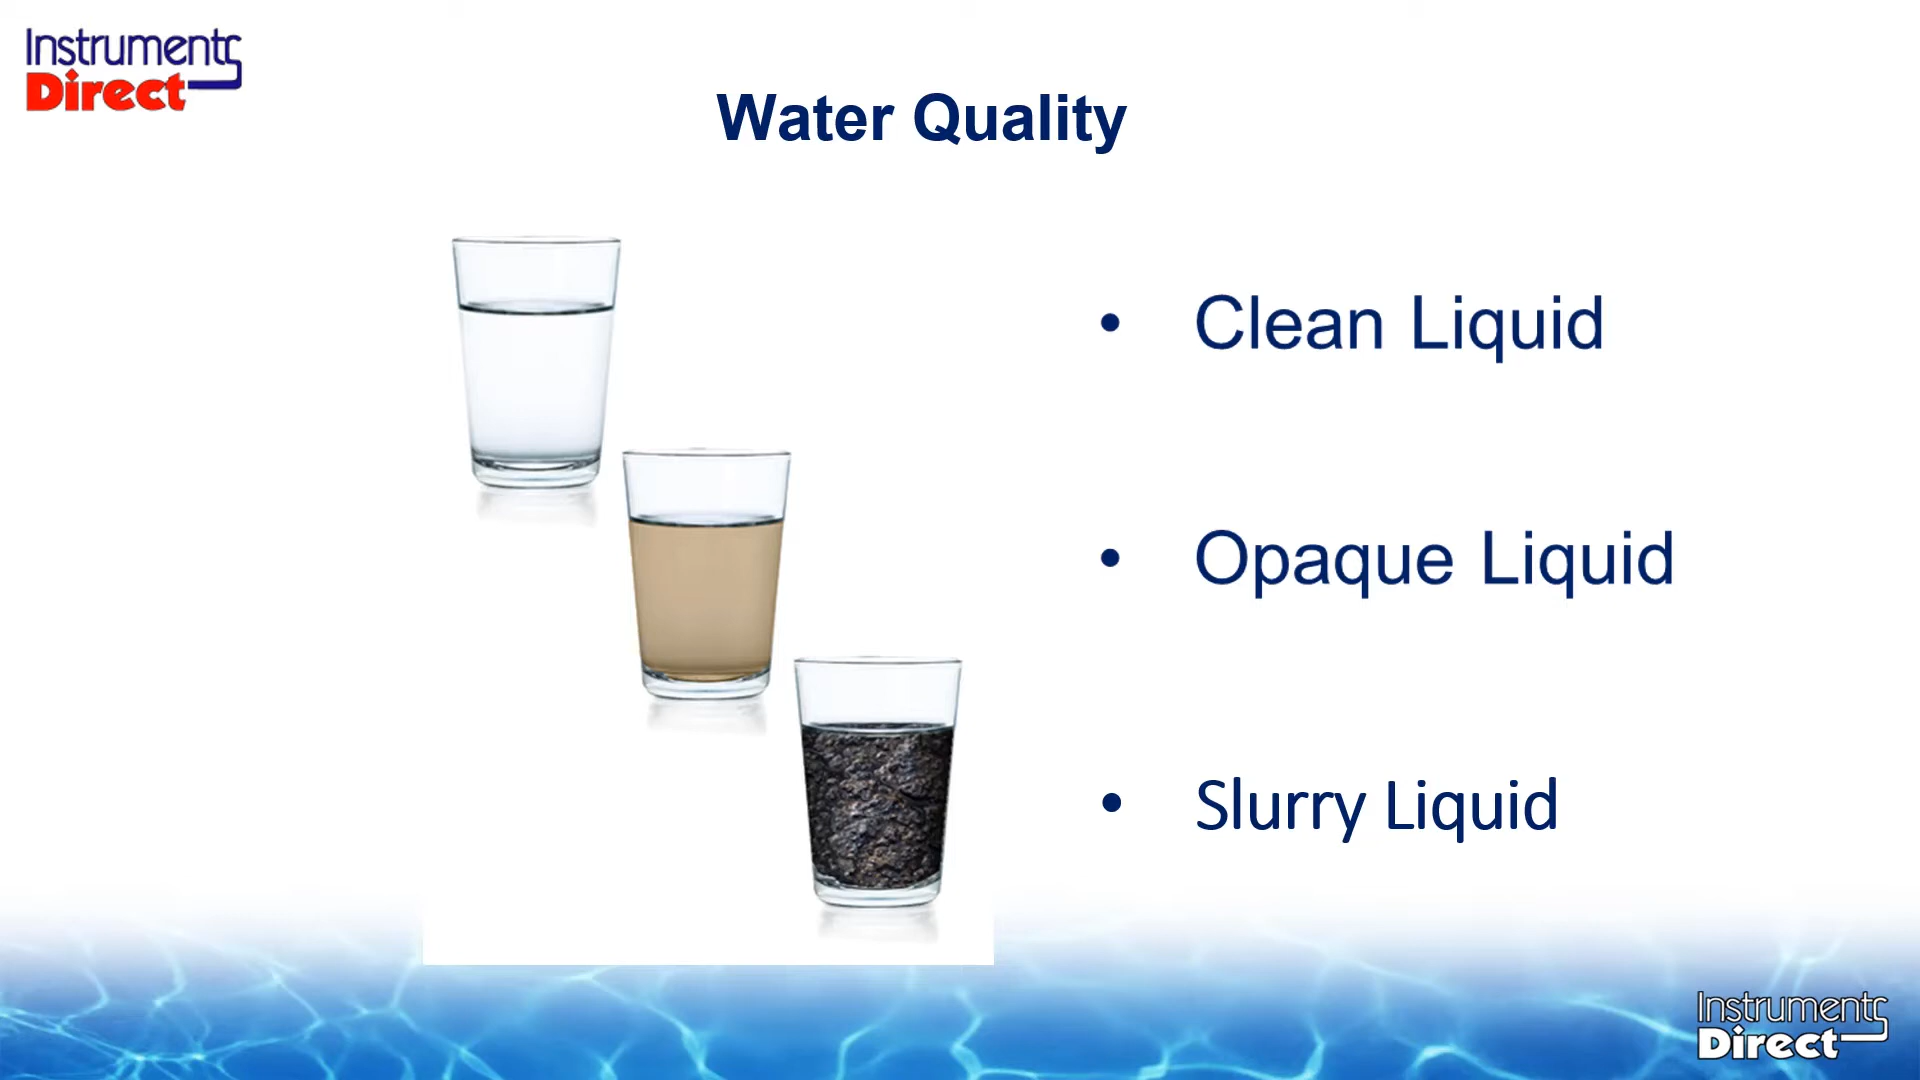 Instruments
Direct
Water Quality
• Clean Liquid
• Opaque Liquid
• Slurry Liquid
Instruments
Direct